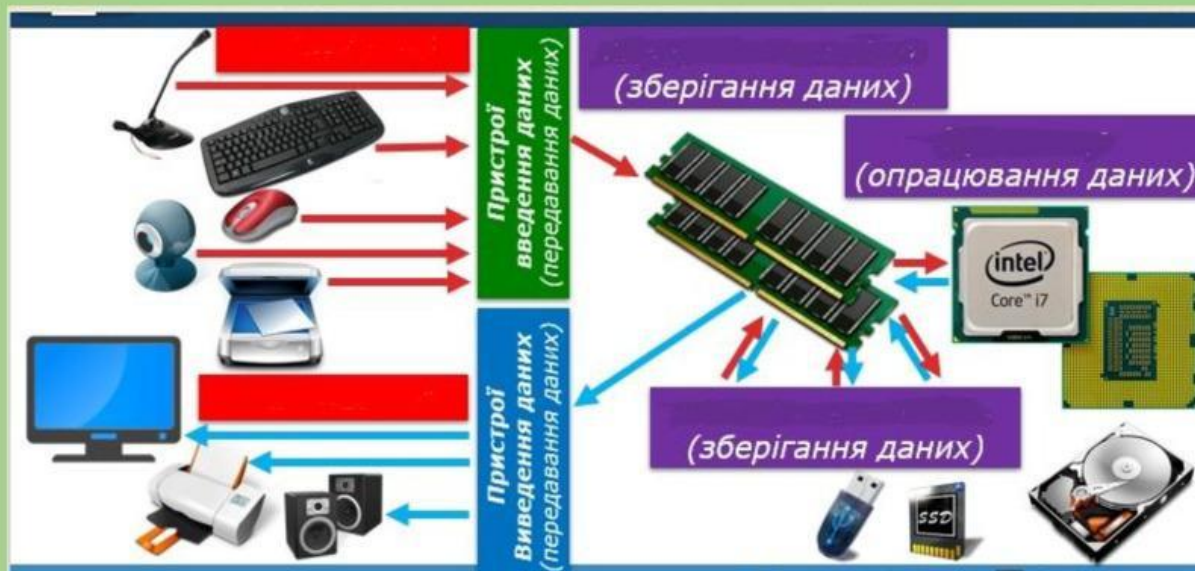 Пристрої
введення даних
(передавання даних)
(зберігання даних)
(опрацювання даних)
intel
Core™ i7
Пристрої
Виведення даних
(передавання даних)
(зберігання даних)
SSD